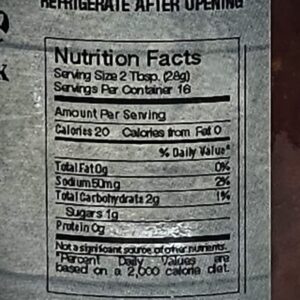 REFRIGERATE AFTER OPENING
Nutrition Facts
Serving Size 2 Tbsp. (28g)
Servings Per Container 16
Amount Per Serving
Calories 20 Calories from Fat 0
% Daily Value*
Total Fat 0g 0%
Sodium 50mg 2%
Total Carbohydrate 2g 1%
Sugars 1g
Protein 0g
Not a significant source of other nutrients.
*Percent Daily Values are
based on a 2,000 calorie diet.